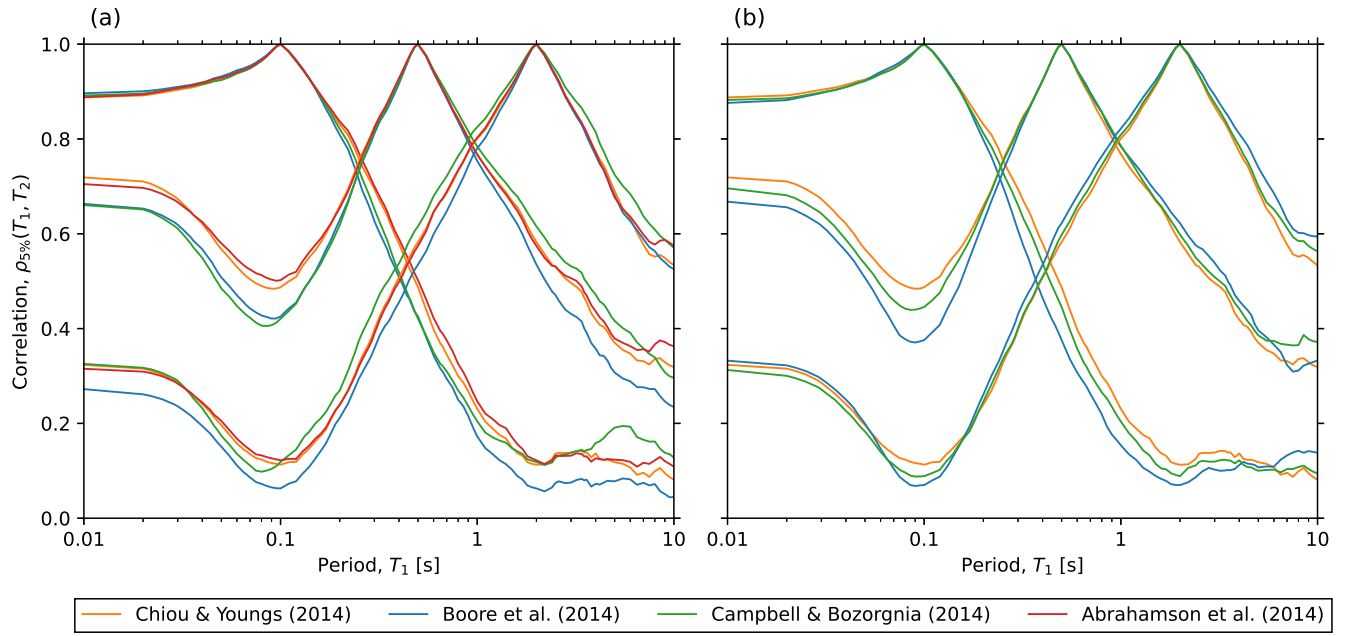 (a)
(b)
Correlation, ρ5%(T1, T2)
1.0
0.8
0.6
0.4
0.2
0.0
0.01 0.1 1 10
0.01 0.1 1 10
Period, T1 [s]
Period, T1 [s]
Chiou & Youngs (2014) Boore et al. (2014) Campbell & Bozorgnia (2014) Abrahamson et al. (2014)